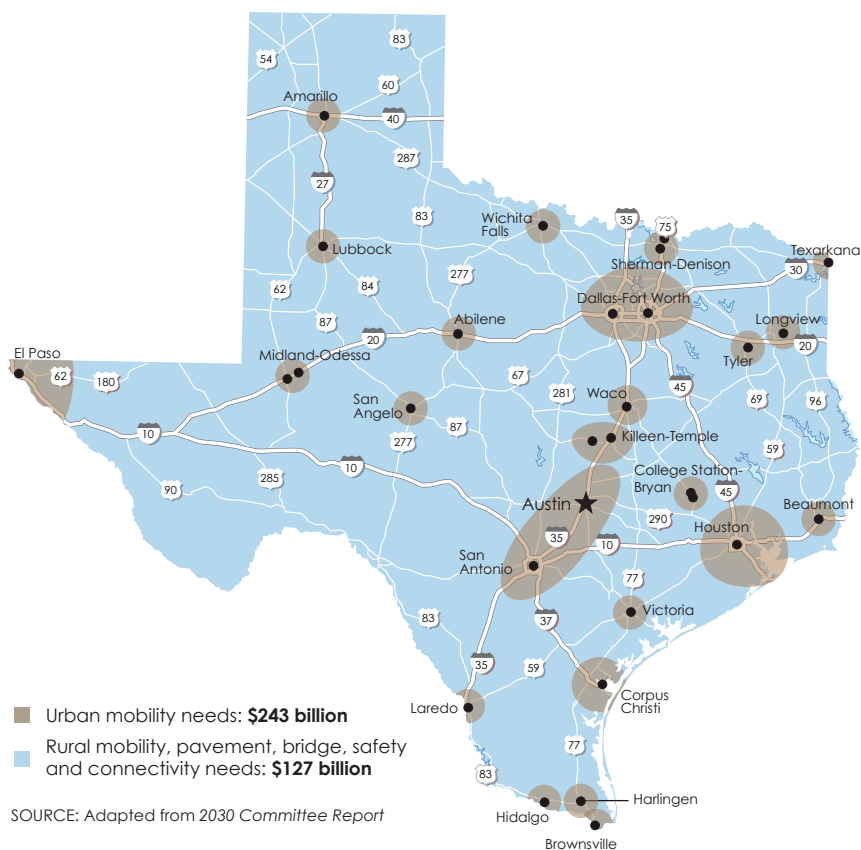 83
54
60
Amarillo
40
287
27
83
Wichita
Falls
35
75
Lubbock
Sherman-Denison
Texarkana
30
277
62
84
Dallas-Fort Worth
87
Abilene
Longview
20
20
El Paso
Midland-Odessa
Tyler
62
180
67
45
281
Waco
69
96
San
Angelo
87
277
10
Killeen-Temple
59
10
285
90
College Station-
Bryan
45
Austin
290
Beaumont
Houston
35
10
San
Antonio
77
83
37
Victoria
35
59
Corpus
Christi
Laredo
77
83
Harlingen
Hidalgo
Brownsville
Urban mobility needs: $243 billion
Rural mobility, pavement, bridge, safety
and connectivity needs: $127 billion
SOURCE: Adapted from 2030 Committee Report